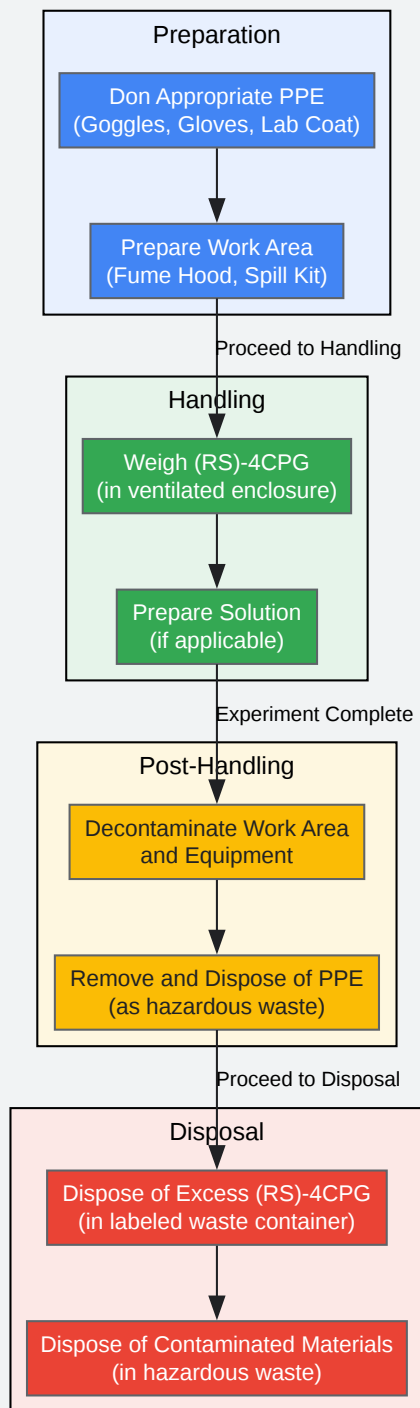 Preparation
Don Appropriate PPE
(Goggles, Gloves, Lab Coat)
Prepare Work Area
(Fume Hood, Spill Kit)
Proceed to Handling
Handling
Weigh (RS)-4CPG
(in ventilated enclosure)
Prepare Solution
(if applicable)
Experiment Complete
Post-Handling
Decontaminate Work Area
and Equipment
Remove and Dispose of PPE
(as hazardous waste)
Proceed to Disposal
Disposal
Dispose of Excess (RS)-4CPG
(in labeled waste container)
Dispose of Contaminated Materials
(in hazardous waste)